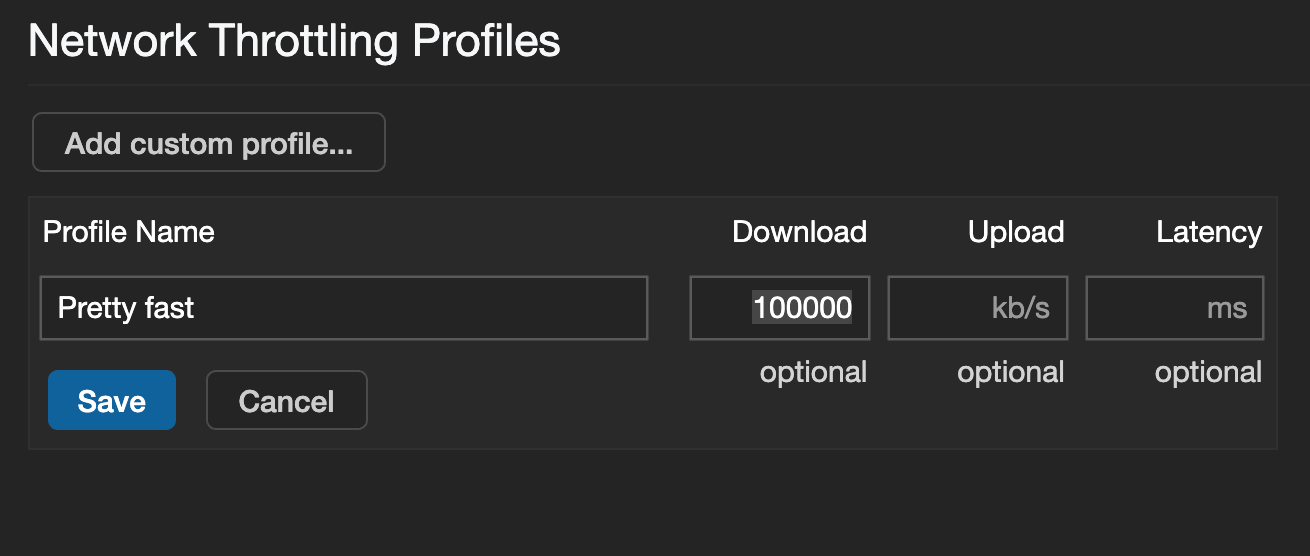 Network Throttling Profiles
Add custom profile...
Profile Name Download Upload Latency
Pretty fast 100000 kb/s ms
optional optional optional
Save Cancel